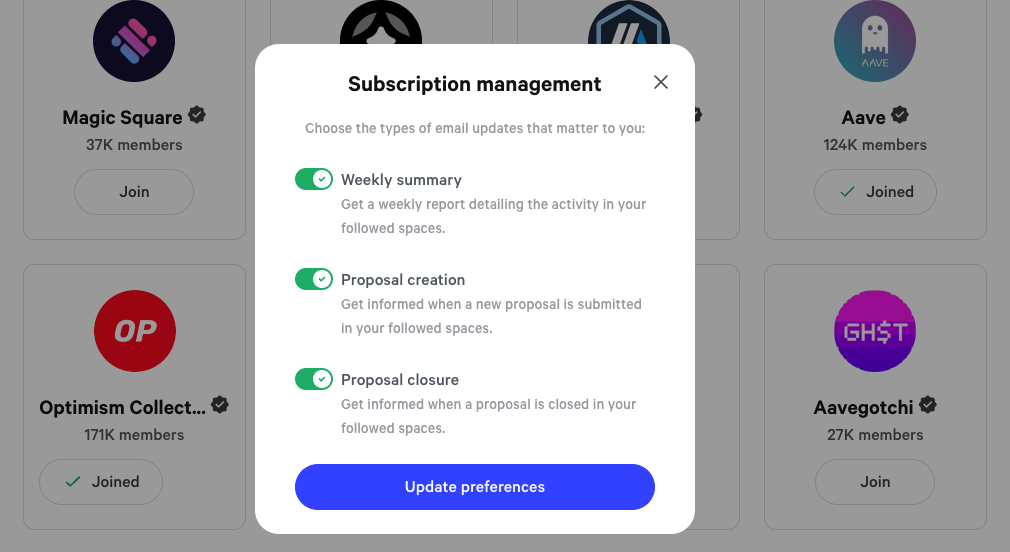 Subscription management
Choose the types of email updates that matter to you:
Weekly summary
Get a weekly report detailing the activity in your
followed spaces.
Proposal creation
Get informed when a new proposal is submitted
in your followed spaces.
Proposal closure
Get informed when a proposal is closed in your
followed spaces.
Update preferences
Magic Square
37K members
Join
AAVE
Aave
124K members
Joined
OP
Optimism Collect...
171K members
Joined
GH$T
Aavegotchi
27K members
Join